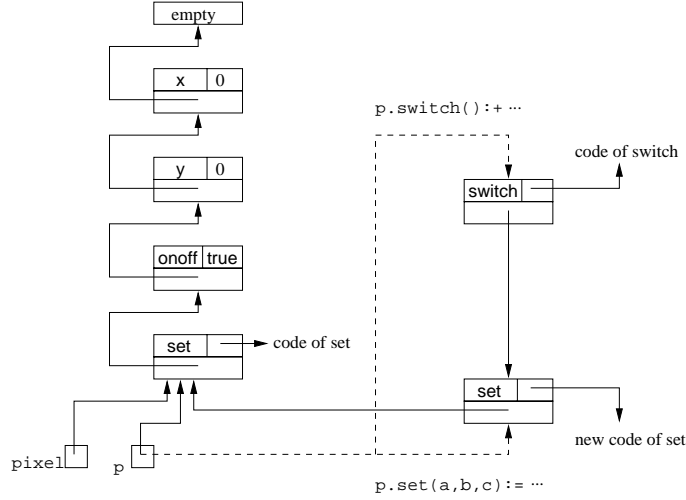 empty
x 0
p.switch():+ ...
code of switch
y 0
switch
onoff true
set code of set
set
new code of set
pixel p
p.set(a,b,c):= ...